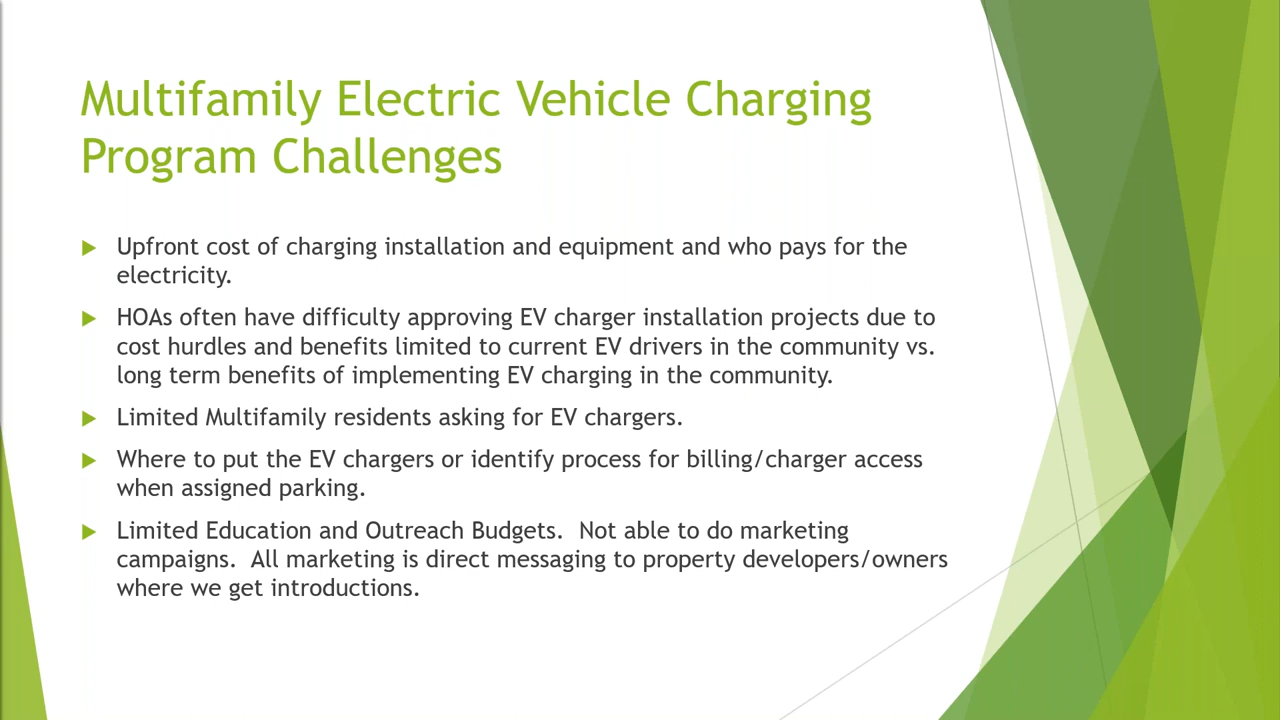 Multifamily Electric Vehicle Charging
Program Challenges
Upfront cost of charging installation and equipment and who pays for the
electricity.
HOAs often have difficulty approving EV charger installation projects due to
cost hurdles and benefits limited to current EV drivers in the community vs.
long term benefits of implementing EV charging in the community.
Limited Multifamily residents asking for EV chargers.
Where to put the EV chargers or identify process for billing/charger access
when assigned parking.
Limited Education and Outreach Budgets.  Not able to do marketing
campaigns.  All marketing is direct messaging to property developers/owners
where we get introductions.